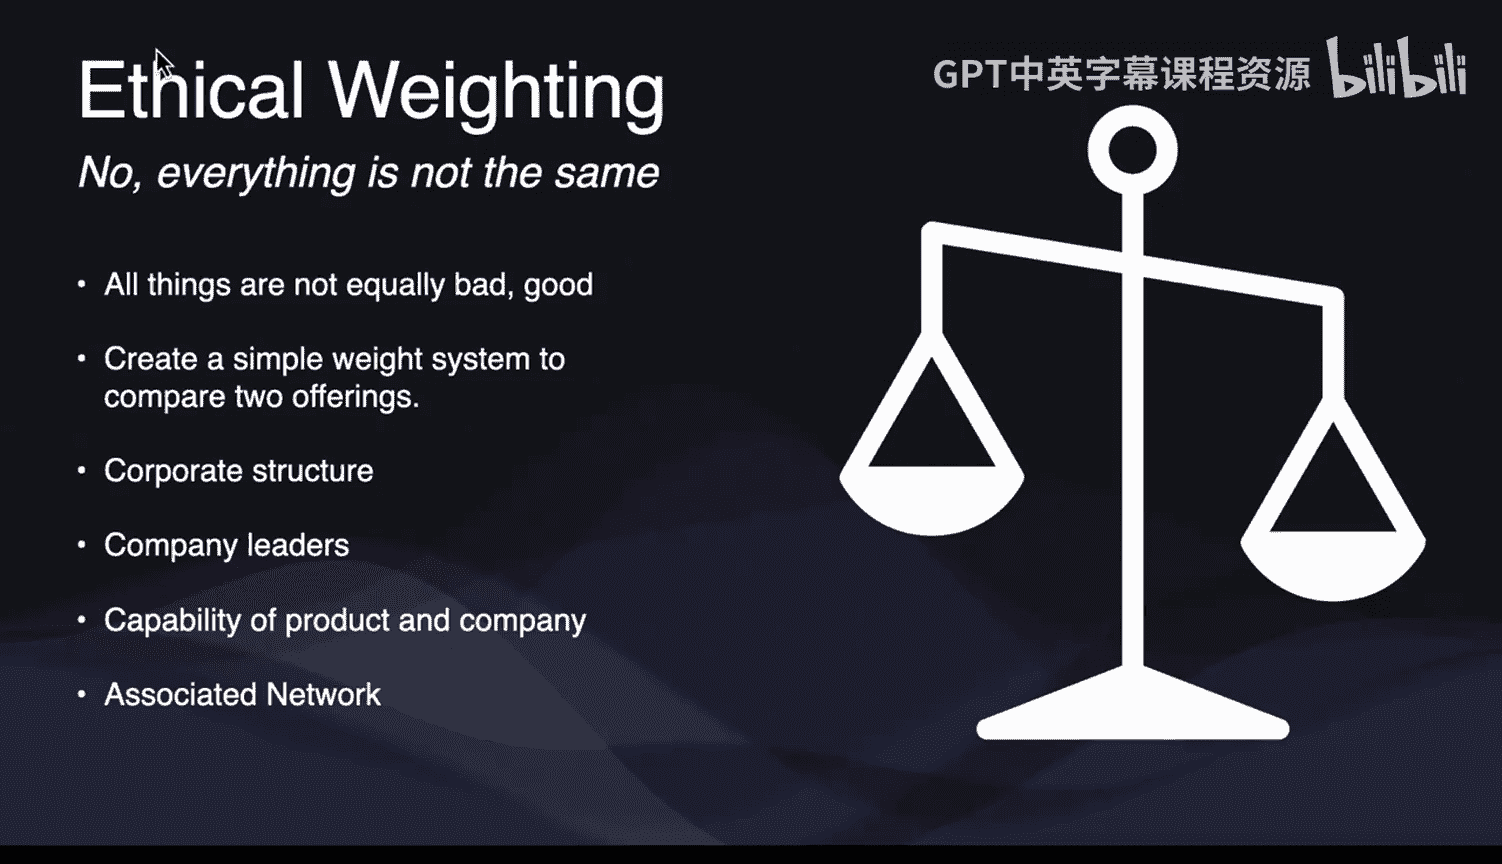 Ethical Weighting
GPT中英字幕课程资源 bilibili
No, everything is not the same
• All things are not equally bad, good
• Create a simple weight system to
compare two offerings.
• Corporate structure
• Company leaders
• Capability of product and company
• Associated Network